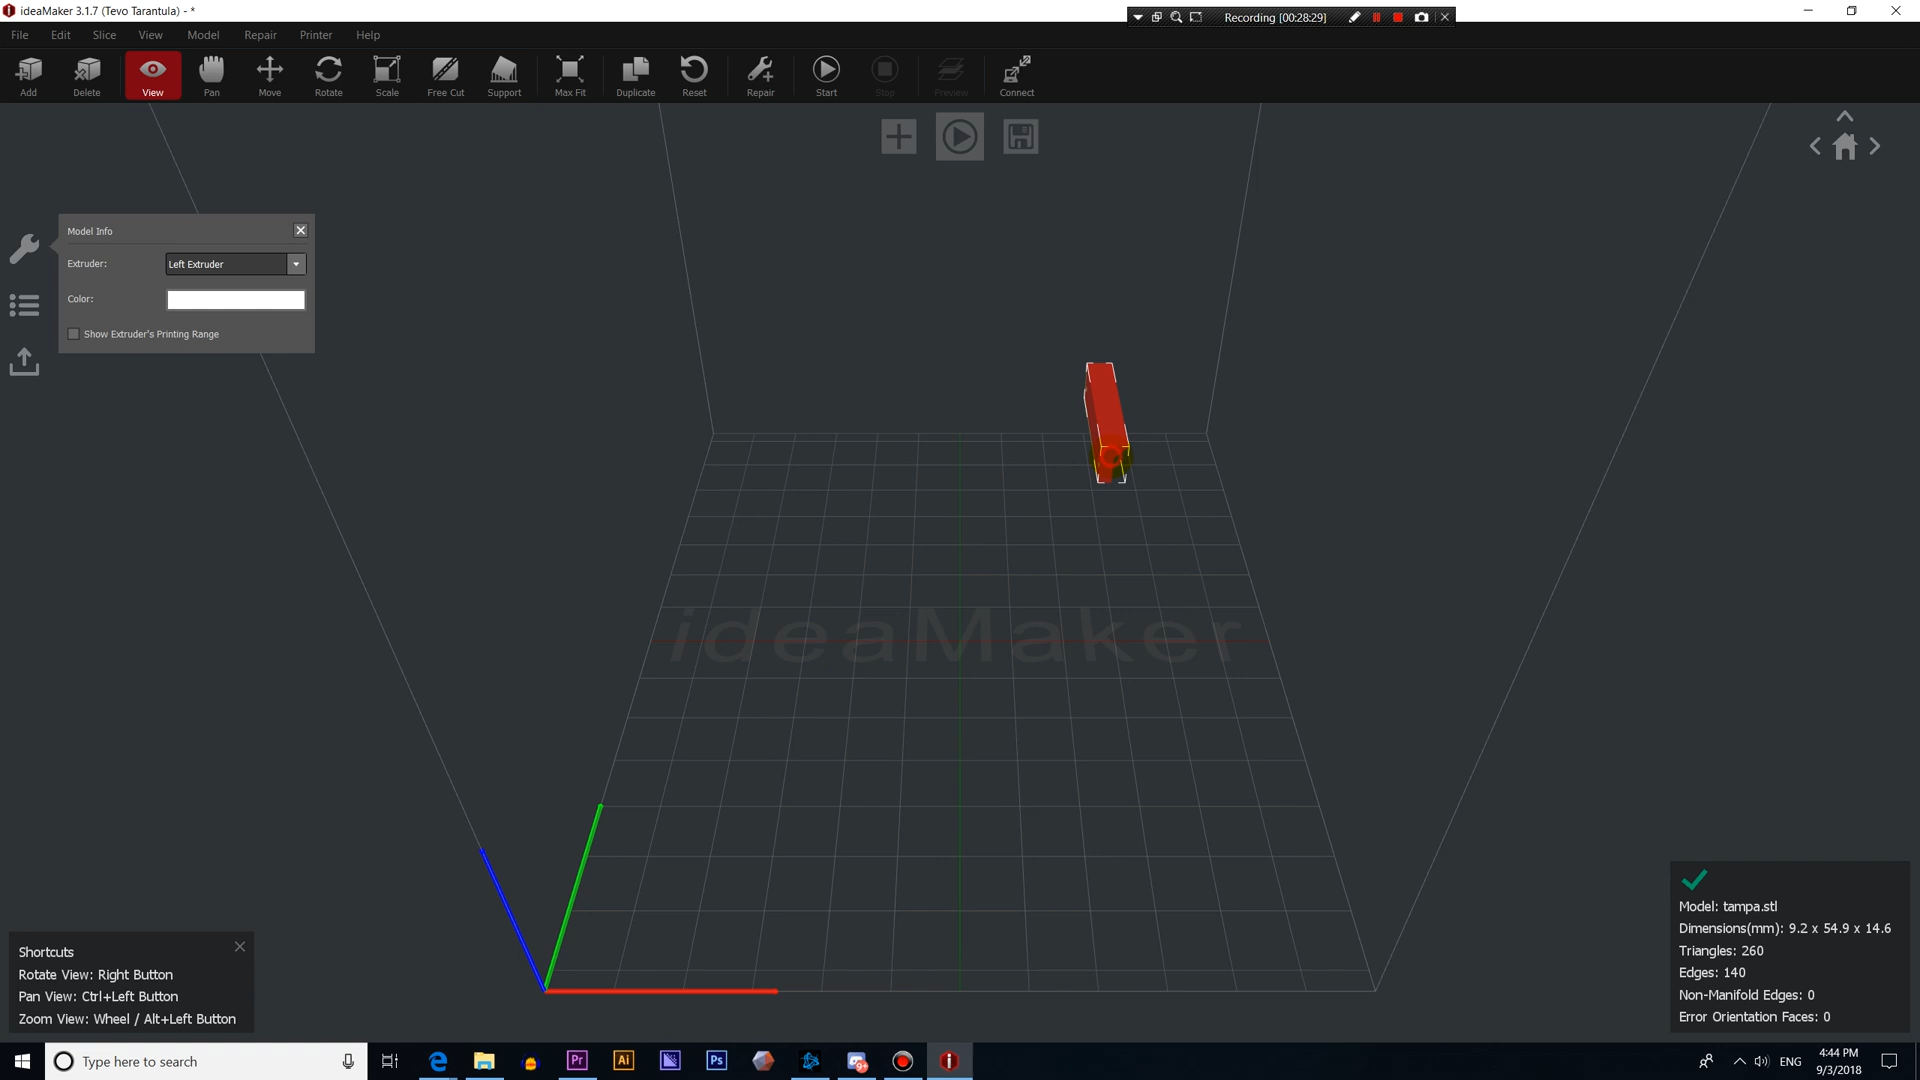 ideaMaker 3.1.7 (Tevo Tarantula) - *
Recording [00:28:29]
File Edit Slice View Model Repair Printer Help
Add Delete View Pan Move Rotate Scale Free Cut Support Max Fit Duplicate Reset Repair Start Stop Preview Connect
Model Info
Extruder: Left Extruder
Color:
Show Extruder's Printing Range
ideaMaker
Shortcuts
Rotate View: Right Button
Pan View: Ctrl+Left Button
Zoom View: Wheel / Alt+Left Button
Model: tampa.stl
Dimensions(mm): 9.2 x 54.9 x 14.6
Triangles: 260
Edges: 140
Non-Manifold Edges: 0
Error Orientation Faces: 0
Type here to search
Pr Ai Ps 9+
ENG
4:44 PM
9/3/2018